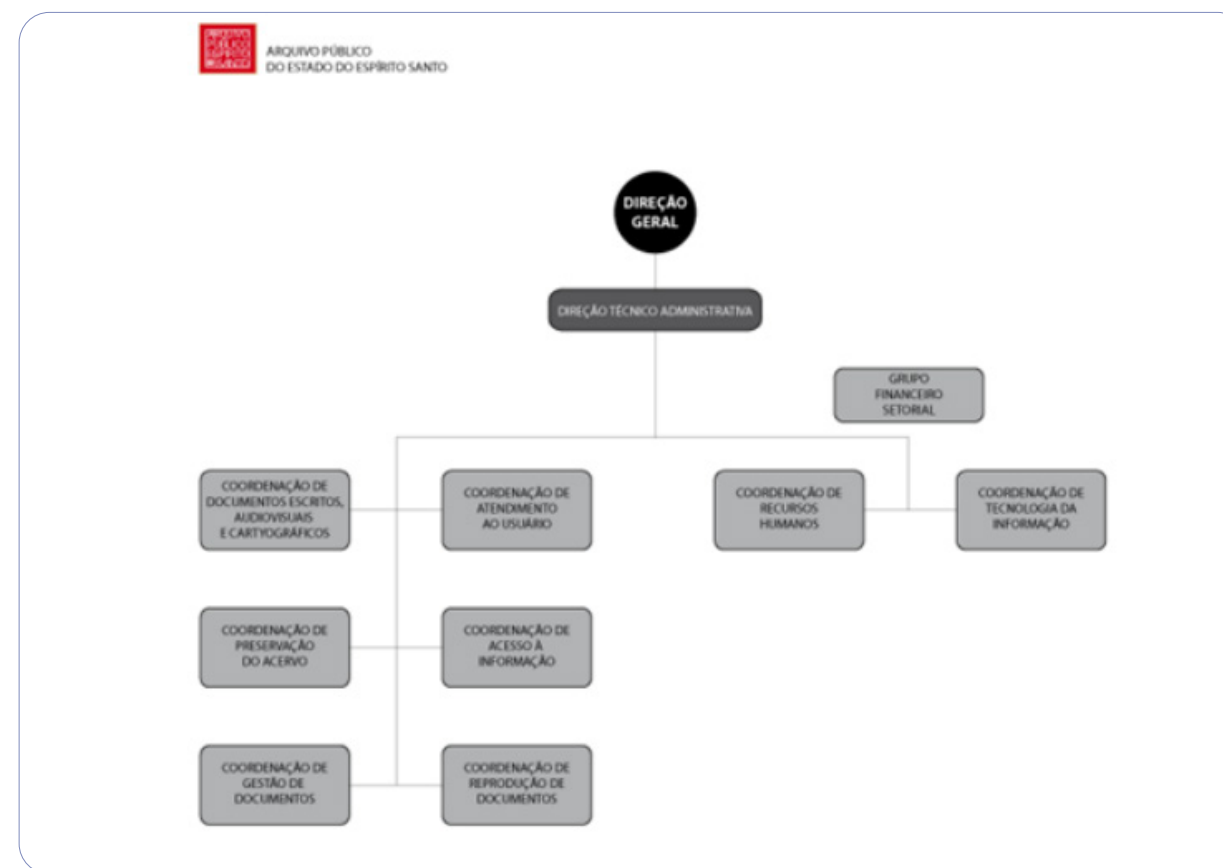 ARQUIVO PÚBLICO
DO ESTADO DO ESPÍRITO SANTO
DIREÇÃO
GERAL
DIREÇÃO TÉCNICO ADMINISTRATIVA
GRUPO
FINANCEIRO
SETORIAL
COORDENAÇÃO DE
DOCUMENTOS ESCRITOS,
AUDIOVISUAIS
E CARTYOGRÁFICOS
COORDENAÇÃO DE
ATENDIMENTO
AO USUÁRIO
COORDENAÇÃO DE
RECURSOS
HUMANOS
COORDENAÇÃO DE
TECNOLOGIA DA
INFORMAÇÃO
COORDENAÇÃO DE
PRESERVAÇÃO
DO ACERVO
COORDENAÇÃO DE
ACESSO À
INFORMAÇÃO
COORDENAÇÃO DE
GESTÃO DE
DOCUMENTOS
COORDENAÇÃO DE
REPRODUÇÃO DE
DOCUMENTOS